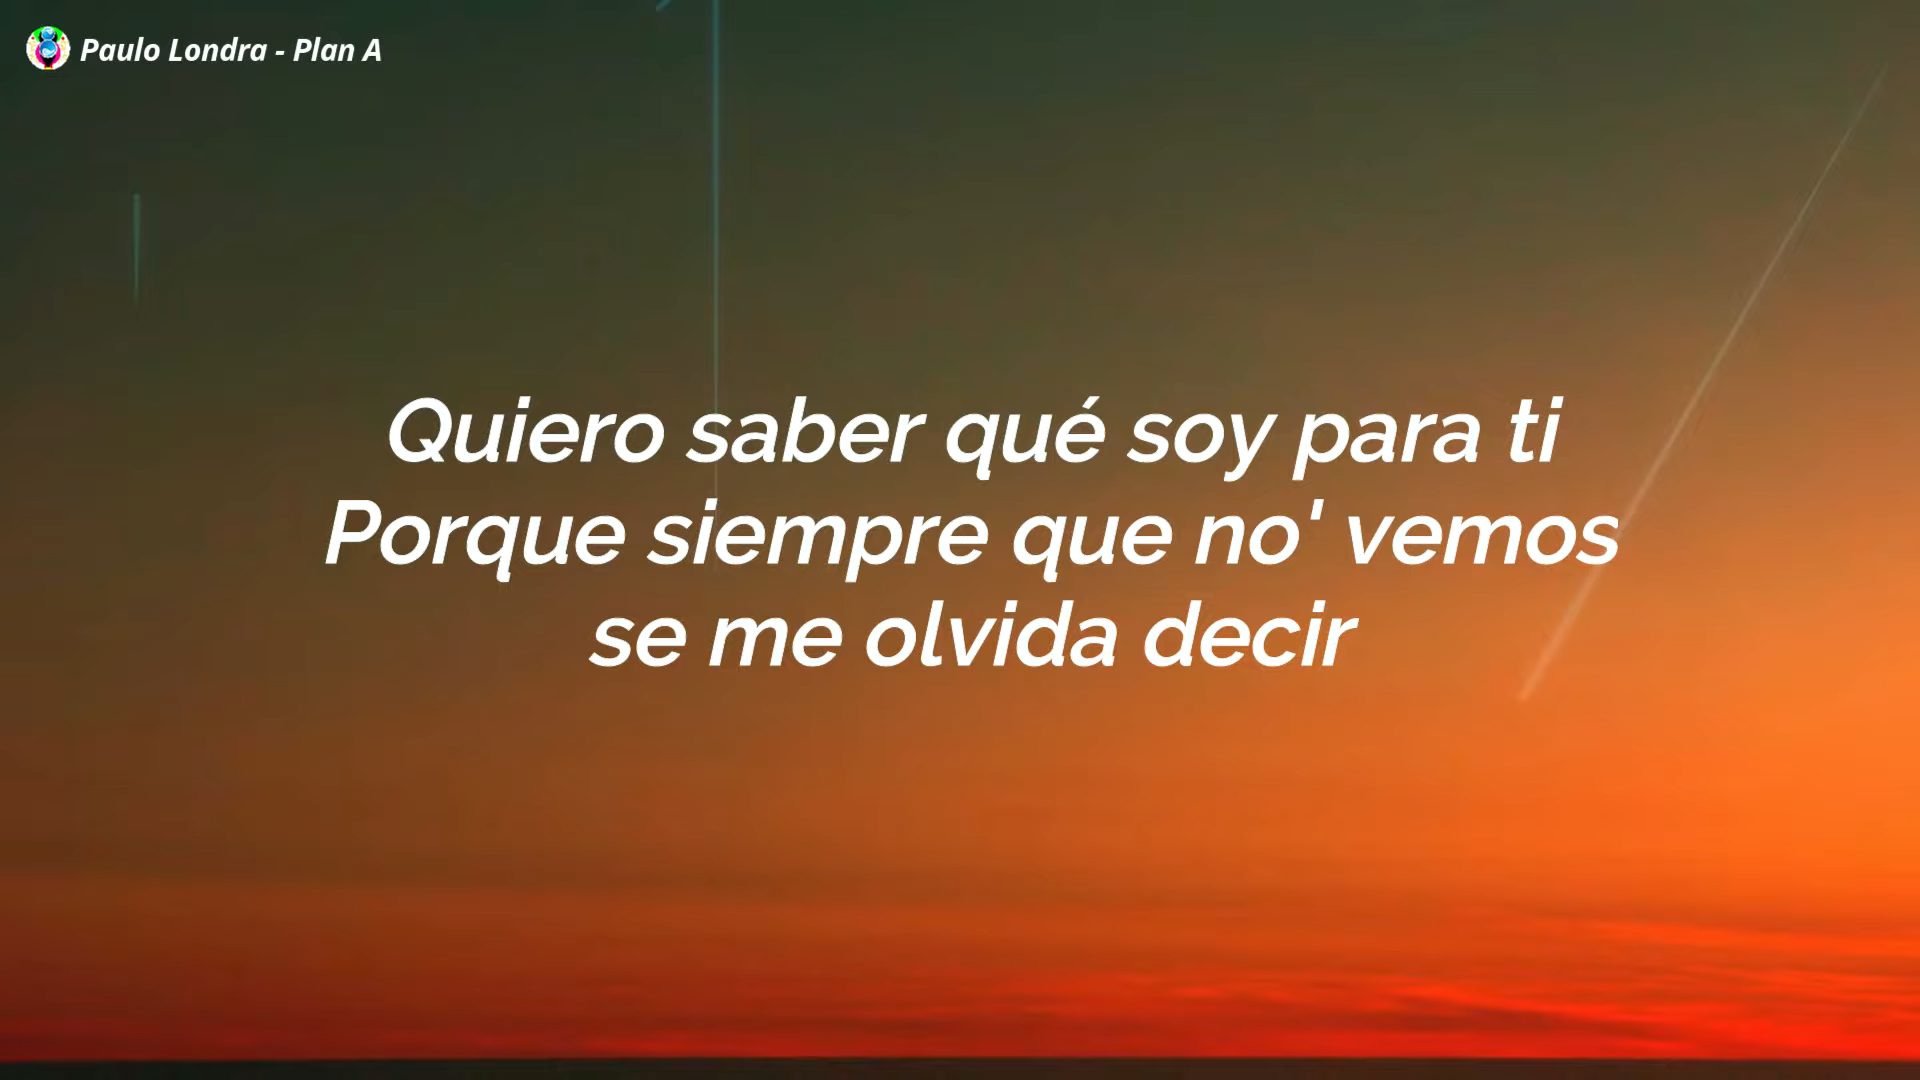 Paulo Londra - Plan A
Quiero saber qué soy para ti
Porque siempre que no' vemos
se me olvida decir